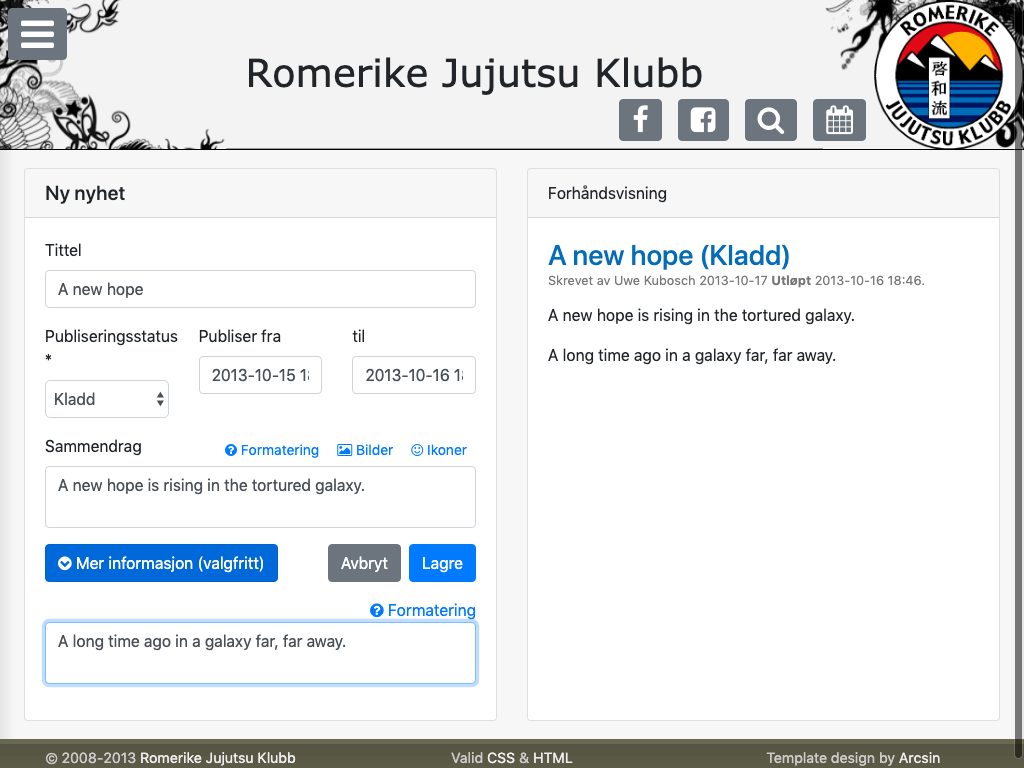 Romerike Jujutsu Klubb
ROMERIKE
啓和流
JUJUTSU KLUBB
Ny nyhet
Tittel
A new hope
Publiseringsstatus *
Publiser fra
til
Kladd
2013-10-15 1
2013-10-16 1
Sammendrag
Formatering
Bilder
Ikoner
A new hope is rising in the tortured galaxy.
Mer informasjon (valgfritt)
Avbryt
Lagre
Formatering
A long time ago in a galaxy far, far away.
Forhåndsvisning
A new hope (Kladd)
Skrevet av Uwe Kubosch 2013-10-17 Utløpt 2013-10-16 18:46.
A new hope is rising in the tortured galaxy.
A long time ago in a galaxy far, far away.
© 2008-2013 Romerike Jujutsu Klubb
Valid CSS & HTML
Template design by Arcsin